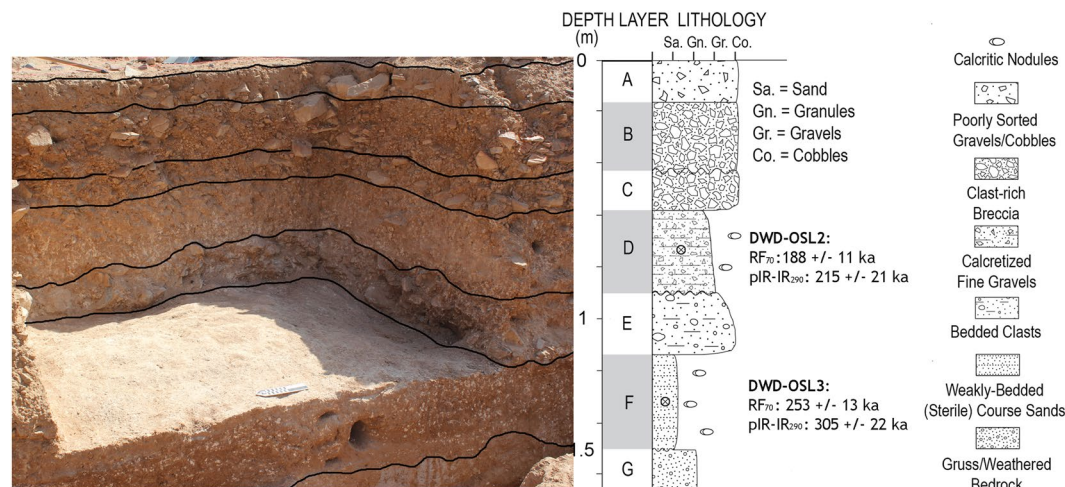 DEPTH LAYER LITHOLOGY
(m)
Sa. Gn. Gr. Co.
0
A
B
C
D
E
1
F
1.5
G
Sa. = Sand
Gn. = Granules
Gr. = Gravels
Co. = Cobbles
DWD-OSL2:
RF70:188 +/- 11 ka
pIR-IR290: 215 +/- 21 ka
DWD-OSL3:
RF70: 253 +/- 13 ka
pIR-IR290: 305 +/- 22 ka
Calcritic Nodules
Poorly Sorted
Gravels/Cobbles
Clast-rich
Breccia
Calcretized
Fine Gravels
Bedded Clasts
Weakly-Bedded
(Sterile) Course Sands
Gruss/Weathered
Bedrock